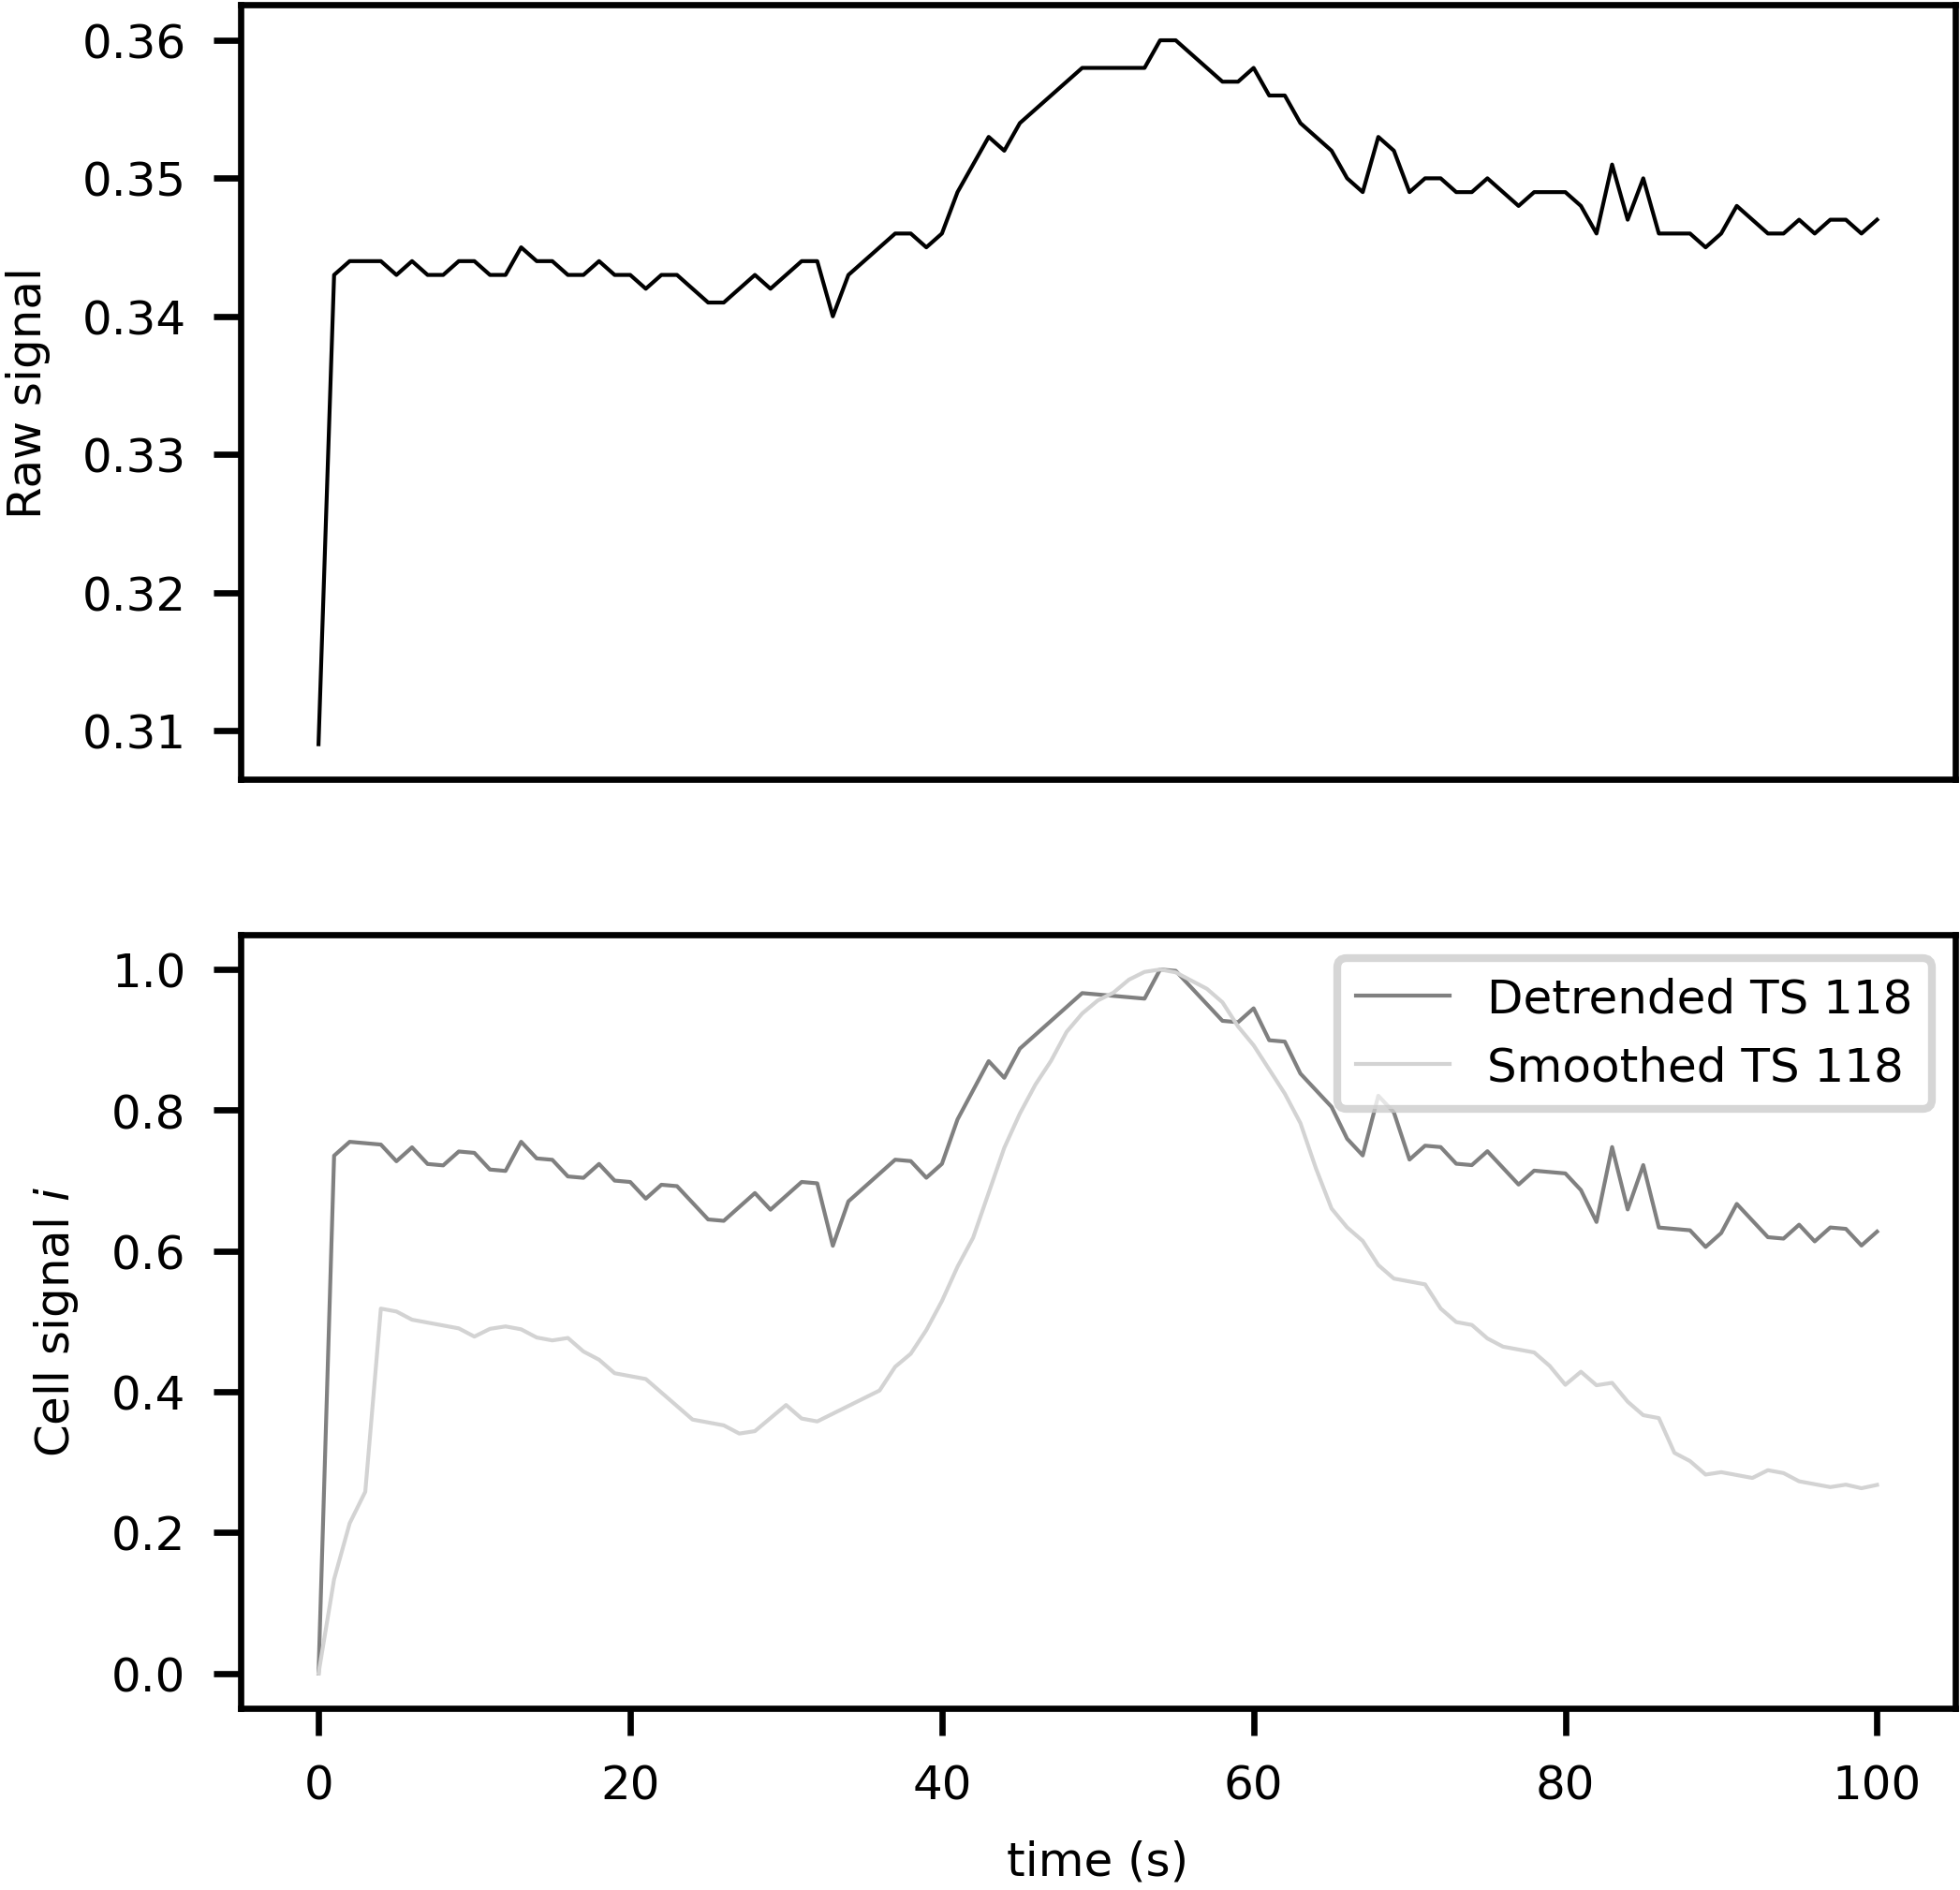 0.36
0.35
0.34
0.33
0.32
0.31
Raw signal
1.0
0.8
0.6
0.4
0.2
0.0
Cell signal i
Detrended TS 118
Smoothed TS 118
0 20 40 60 80 100
time (s)